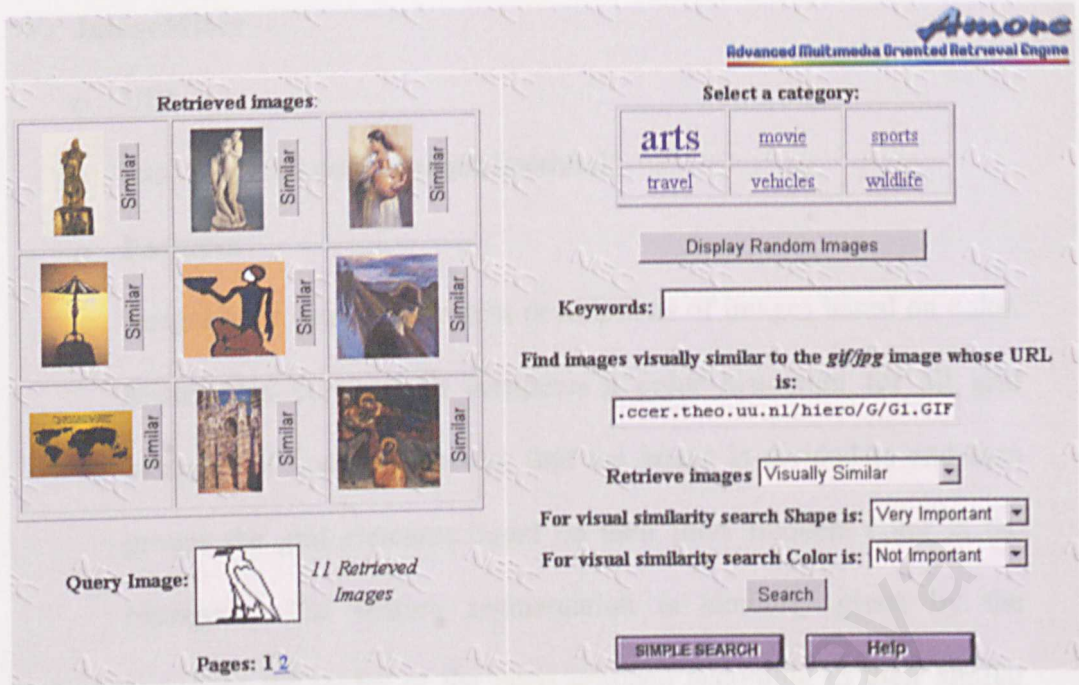 Amore
Advanced Multimedia Oriented Retrieval Engine
Retrieved images:
Similar
Similar
Similar
Similar
Similar
Similar
Similar
Similar
Similar
Query Image:
11 Retrieved
Images
Pages: 1 2
Select a category:
arts movie sports
travel vehicles wildlife
Display Random Images
Keywords:
Find images visually similar to the gif/jpg image whose URL
is:
.ccer.theo.uu.nl/hiero/G/G1.GIF
Retrieve images Visually Similar
For visual similarity search Shape is: Very Important
For visual similarity search Color is: Not Important
Search
SIMPLE SEARCH Help